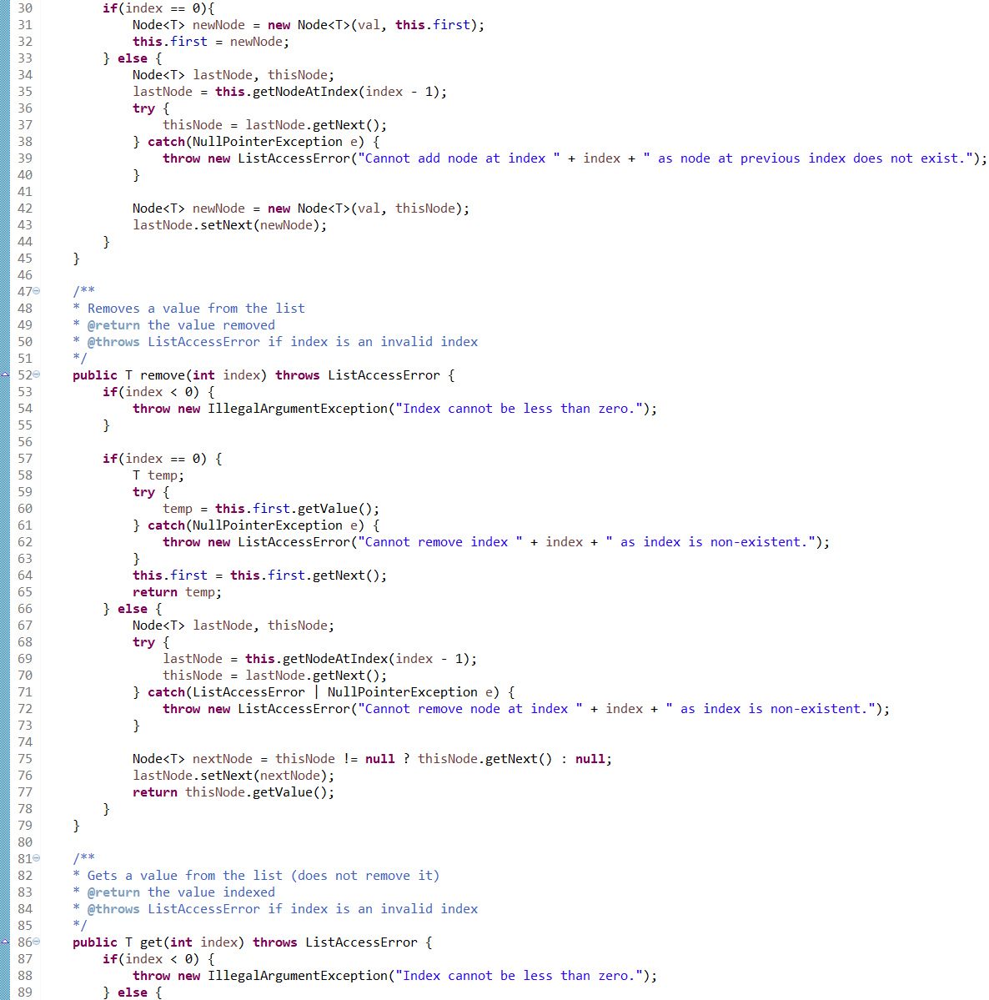 30         if(index == 0){
31             Node<T> newNode = new Node<T>(val, this.first);
32             this.first = newNode;
33         } else {
34             Node<T> lastNode, thisNode;
35             lastNode = this.getNodeAtIndex(index - 1);
36             try {
37                 thisNode = lastNode.getNext();
38             } catch(NullPointerException e) {
39                 throw new ListAccessError("Cannot add node at index " + index + " as node at previous index does not exist.");
40             }
41
42             Node<T> newNode = new Node<T>(val, thisNode);
43             lastNode.setNext(newNode);
44         }
45     }
46
47     /**
48     * Removes a value from the list
49     * @return the value removed
50     * @throws ListAccessError if index is an invalid index
51     */
52     public T remove(int index) throws ListAccessError {
53         if(index < 0) {
54             throw new IllegalArgumentException("Index cannot be less than zero.");
55         }
56
57         if(index == 0) {
58             T temp;
59             try {
60                 temp = this.first.getValue();
61             } catch(NullPointerException e) {
62                 throw new ListAccessError("Cannot remove index " + index + " as index is non-existent.");
63             }
64             this.first = this.first.getNext();
65             return temp;
66         } else {
67             Node<T> lastNode, thisNode;
68             try {
69                 lastNode = this.getNodeAtIndex(index - 1);
70                 thisNode = lastNode.getNext();
71             } catch(ListAccessError | NullPointerException e) {
72                 throw new ListAccessError("Cannot remove node at index " + index + " as index is non-existent.");
73             }
74
75             Node<T> nextNode = thisNode != null ? thisNode.getNext() : null;
76             lastNode.setNext(nextNode);
77             return thisNode.getValue();
78         }
79     }
80
81     /**
82     * Gets a value from the list (does not remove it)
83     * @return the value indexed
84     * @throws ListAccessError if index is an invalid index
85     */
86     public T get(int index) throws ListAccessError {
87         if(index < 0) {
88             throw new IllegalArgumentException("Index cannot be less than zero.");
89         } else {